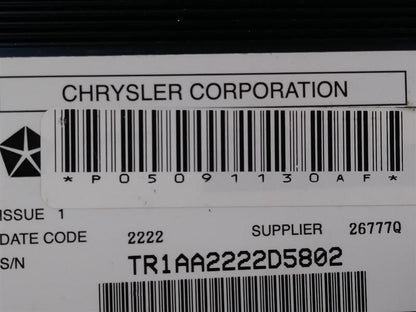 CHRYSLER CORPORATION
*P05091130AF*
ISSUE 1
DATE CODE 2222 SUPPLIER 26777Q
S/N TR1AA2222D5802